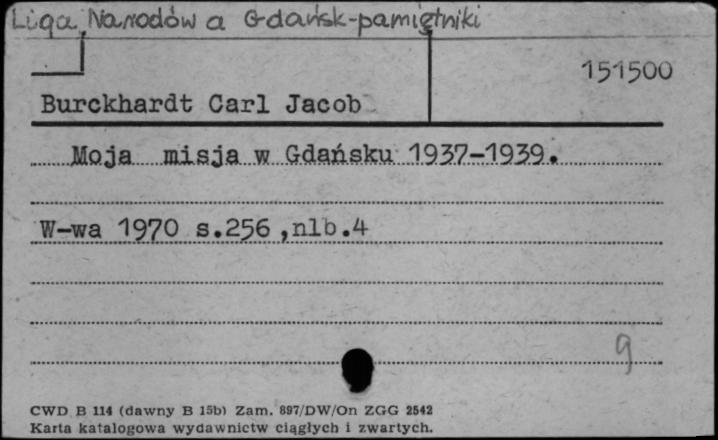 Liga Narodów a Gdańsk-pamiętniki
151500
Burckhardt Carl Jacob
Moja misja w Gdańsku 1937-1939.
W-wa 1970 s.256 ,nlb.4
9
CWD B 114 (dawny B 15b) Zam. 897/DW/On ZGG 2542
Karta katalogowa wydawnictw ciągłych i zwartych.